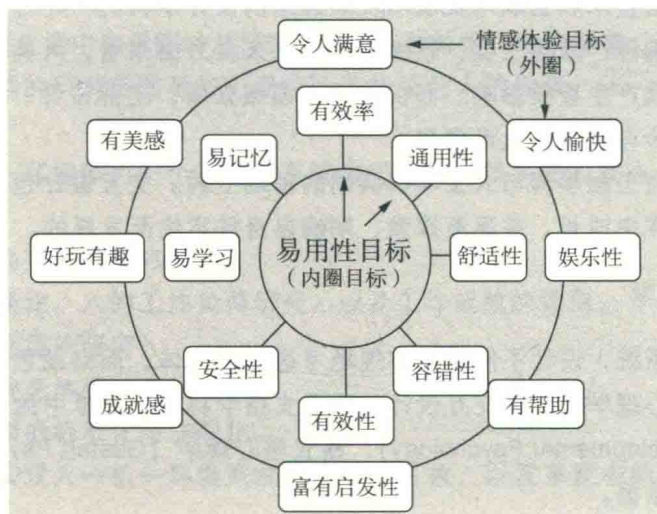 令人满意
情感体验目标
(外圈)
有效率
有美感
易记忆
通用性
令人愉快
好玩有趣
易学习
易用性目标
(内圈目标)
舒适性
娱乐性
安全性
容错性
成就感
有效性
有帮助
富有启发性